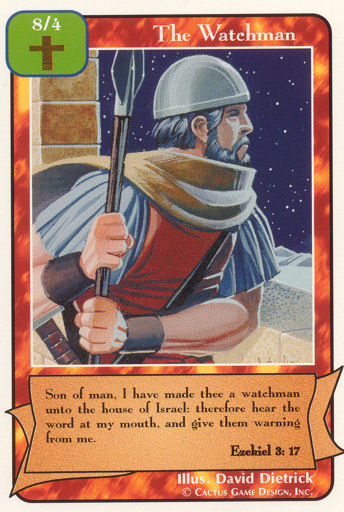 8/4
The Watchman
Son of man, I have made thee a watchman
unto the house of Israel: therefore hear the
word at my mouth, and give them warning
from me.
Ezekiel 3: 17
Illus. David Dietrick
© Cactus Game Design, Inc.